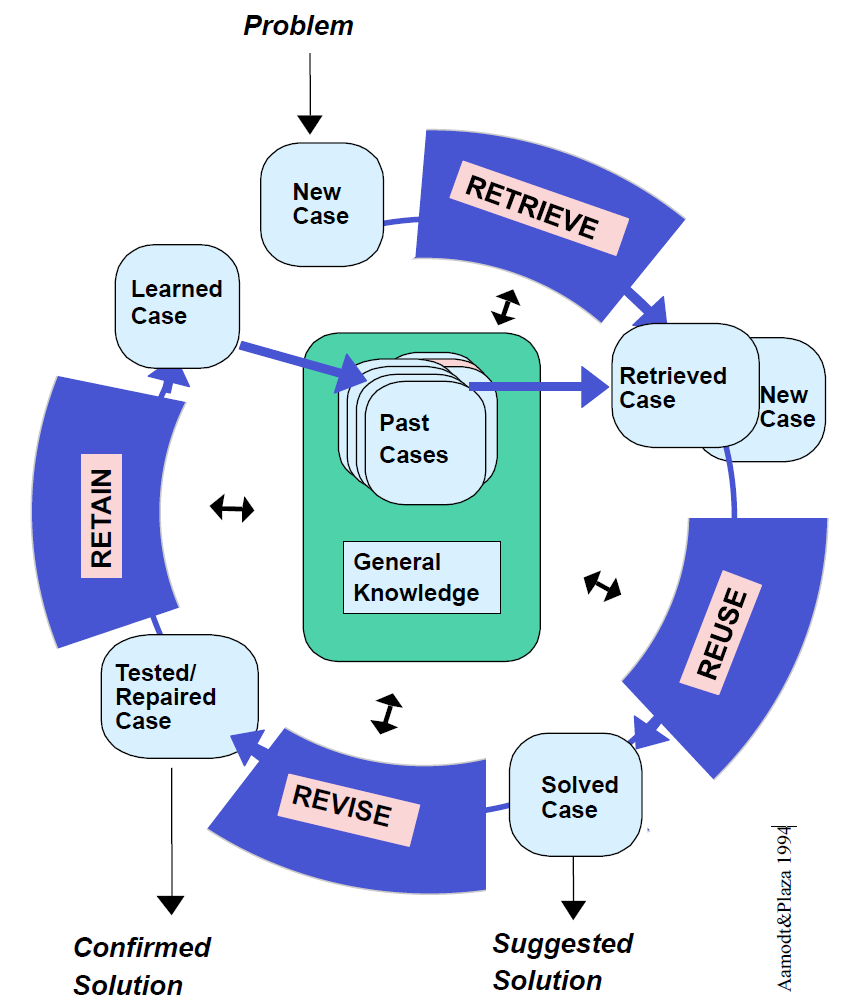 Problem
New
Case
RETRIEVE
Learned
Case
Retrieved
Case
New
Case
Past
Cases
RETAIN
General
Knowledge
REUSE
Tested/
Repaired
Case
REVISE
Solved
Case
Confirmed
Solution
Suggested
Solution
Aamodt&Plaza 1994